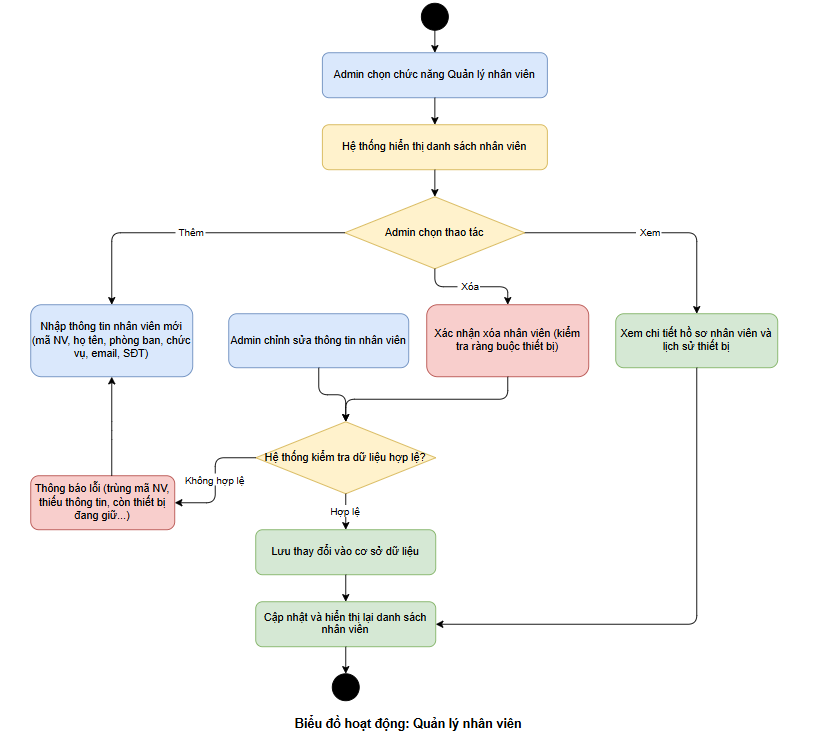 Admin chọn chức năng Quản lý nhân viên
Hệ thống hiển thị danh sách nhân viên
Admin chọn thao tác
Thêm
Xem
Xóa
Nhập thông tin nhân viên mới
(mã NV, họ tên, phòng ban, chức
vụ, email, SĐT)
Admin chỉnh sửa thông tin nhân viên
Xác nhận xóa nhân viên (kiểm
tra ràng buộc thiết bị)
Xem chi tiết hồ sơ nhân viên và
lịch sử thiết bị
Hệ thống kiểm tra dữ liệu hợp lệ?
Không hợp lệ
Thông báo lỗi (trùng mã NV,
thiếu thông tin, còn thiết bị
đang giữ...)
Hợp lệ
Lưu thay đổi vào cơ sở dữ liệu
Cập nhật và hiển thị lại danh sách
nhân viên
Biểu đồ hoạt động: Quản lý nhân viên